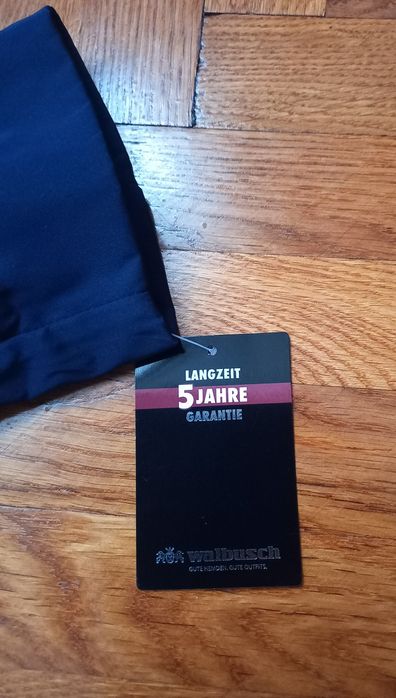 LANGZEIT
5 JAHRE
GARANTIE
walbusch
GUTE HEMDEN. GUTE OUTFITS.